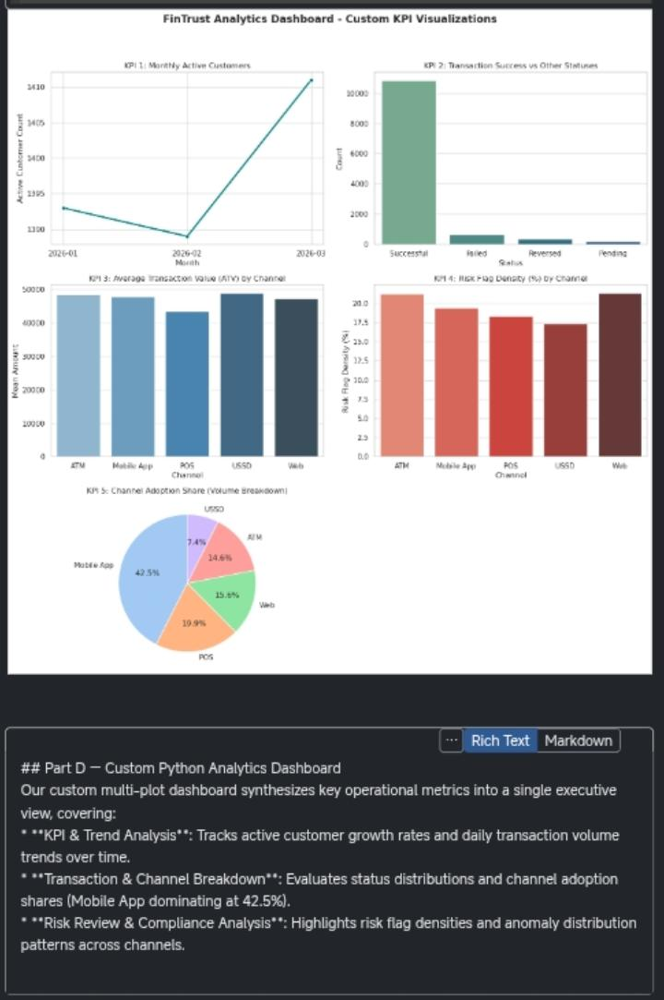 FinTrust Analytics Dashboard - Custom KPI Visualizations
KPI 1: Monthly Active Customers
1410
1405
1400
1395
1390
Active Customer Count
2026-01
2026-02
2026-03
Month
KPI 2: Transaction Success vs Other Statuses
10000
8000
6000
4000
2000
0
Count
Successful
Failed
Reversed
Pending
Status
KPI 3: Average Transaction Value (ATV) by Channel
50000
40000
30000
20000
10000
0
Mean Amount
ATM
Mobile App
POS
USSD
Web
Channel
KPI 4: Risk Flag Density (%) by Channel
20.0
17.5
15.0
12.5
10.0
7.5
5.0
2.5
0.0
Risk Flag Density (%)
ATM
Mobile App
POS
USSD
Web
Channel
KPI 5: Channel Adoption Share (Volume Breakdown)
USSD
7.4%
ATM
14.6%
Mobile App
42.5%
15.6%
Web
19.9%
POS
... Rich Text Markdown
## Part D — Custom Python Analytics Dashboard
Our custom multi-plot dashboard synthesizes key operational metrics into a single executive
view, covering:
* **KPI & Trend Analysis**: Tracks active customer growth rates and daily transaction volume
trends over time.
* **Transaction & Channel Breakdown**: Evaluates status distributions and channel adoption
shares (Mobile App dominating at 42.5%).
* **Risk Review & Compliance Analysis**: Highlights risk flag densities and anomaly distribution
patterns across channels.